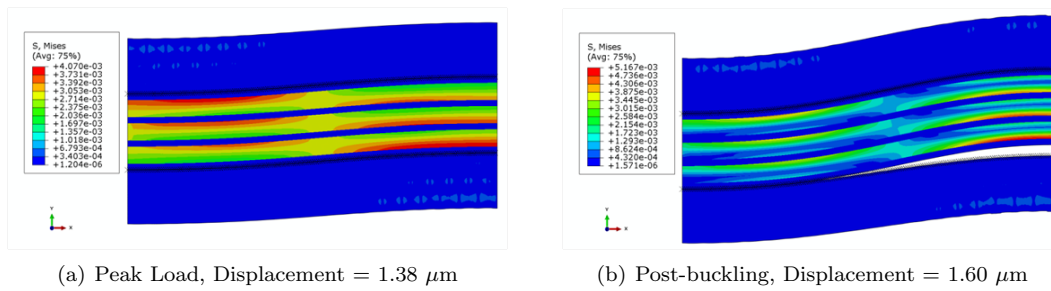 S, Mises
(Avg: 75%)
+4.070e-03
+3.731e-03
+3.392e-03
+3.053e-03
+2.714e-03
+2.375e-03
+2.036e-03
+1.697e-03
+1.357e-03
+1.018e-03
+6.793e-04
+3.403e-04
+1.204e-06
Y
X
S, Mises
(Avg: 75%)
+5.167e-03
+4.736e-03
+4.306e-03
+3.875e-03
+3.445e-03
+3.015e-03
+2.584e-03
+2.154e-03
+1.723e-03
+1.293e-03
+8.624e-04
+4.320e-04
+1.571e-06
Y
X
(a) Peak Load, Displacement = 1.38 μm
(b) Post-buckling, Displacement = 1.60 μm